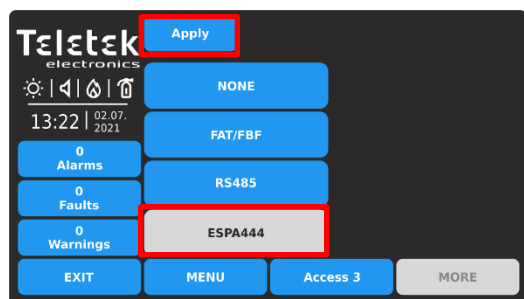 Teletek
electronics
13:22 02.07.
2021
0
Alarms
0
Faults
0
Warnings
EXIT
Apply
NONE
FAT/FBF
RS485
ESPA444
MENU
Access 3
MORE